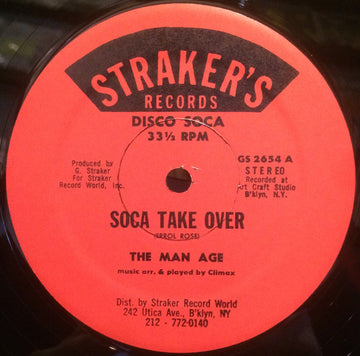 STRAKER'S
RECORDS
DISCO SOCA
33⅓ RPM
Produced by
G. Straker
For Straker
Record World, Inc.
GS 2654 A
STEREO
Recorded at
Art Craft Studio
B'klyn, N.Y.
SOCA TAKE OVER
(ERROL ROSE)
THE MAN AGE
music arr. & played by Climax
Dist. by Straker Record World
242 Utica Ave., B'klyn, NY
212 - 772-0140